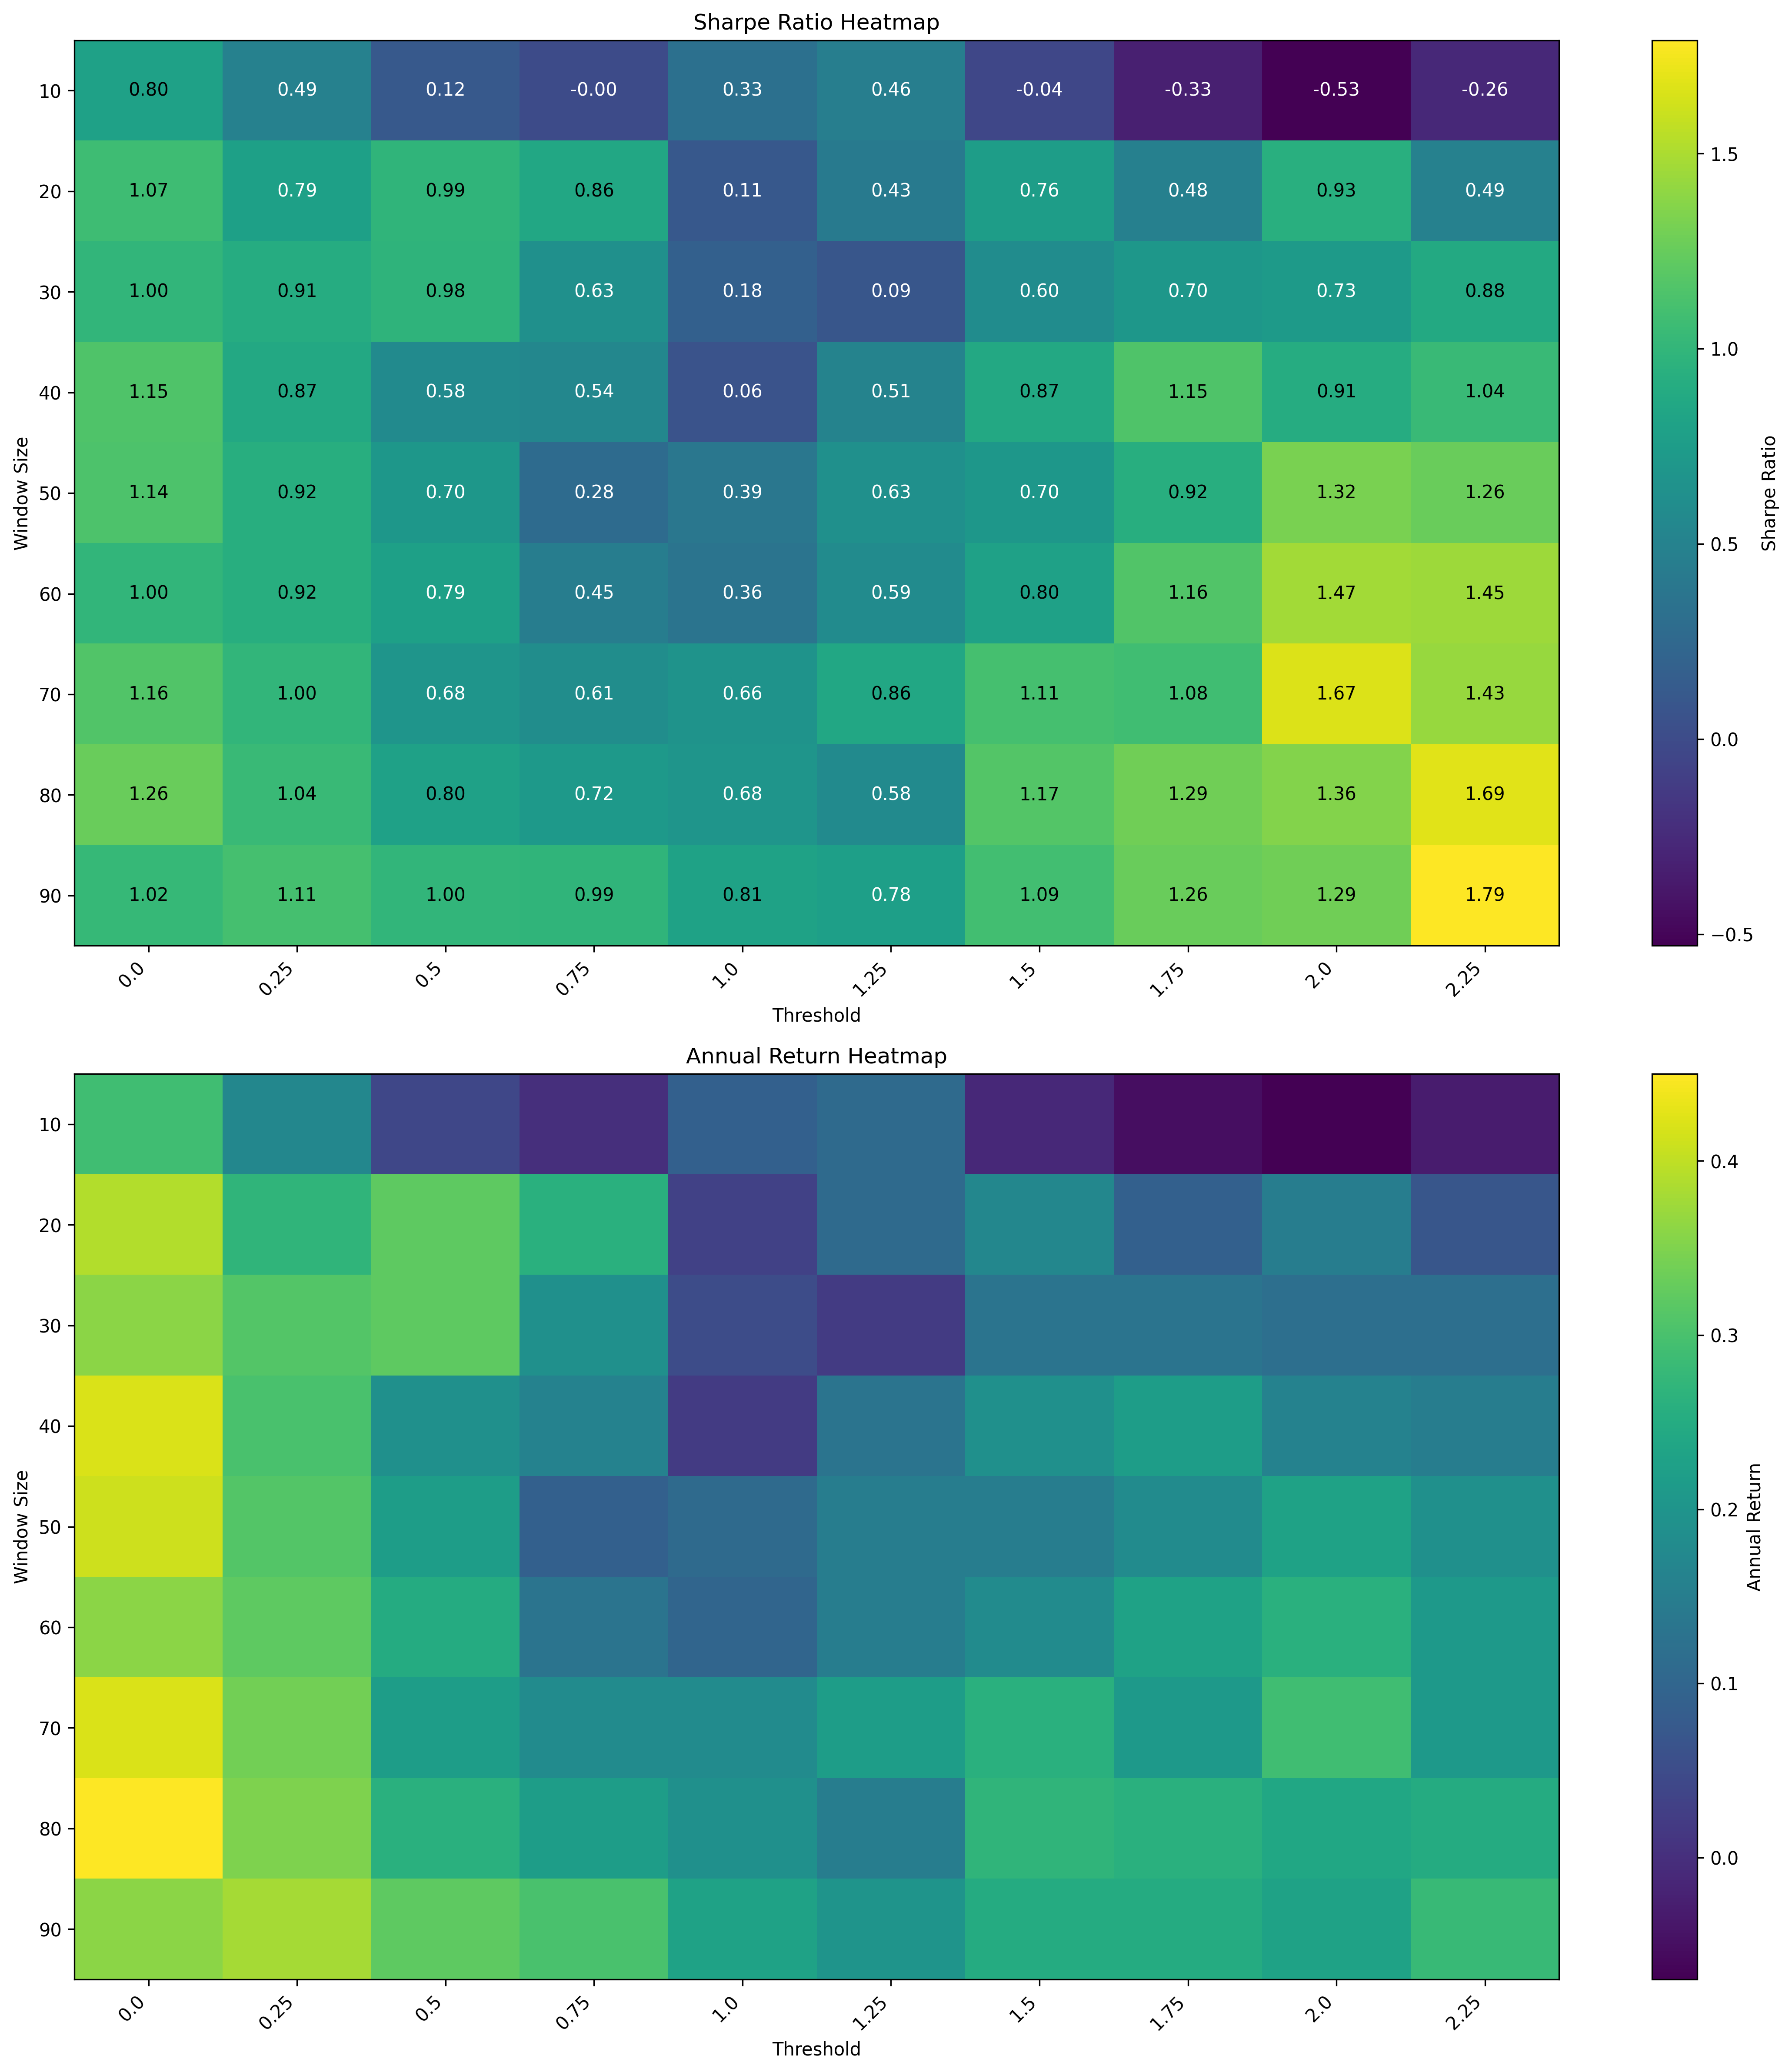 Sharpe Ratio Heatmap
10 0.80 0.49 0.12 -0.00 0.33 0.46 -0.04 -0.33 -0.53 -0.26
20 1.07 0.79 0.99 0.86 0.11 0.43 0.76 0.48 0.93 0.49
30 1.00 0.91 0.98 0.63 0.18 0.09 0.60 0.70 0.73 0.88
40 1.15 0.87 0.58 0.54 0.06 0.51 0.87 1.15 0.91 1.04
50 1.14 0.92 0.70 0.28 0.39 0.63 0.70 0.92 1.32 1.26
60 1.00 0.92 0.79 0.45 0.36 0.59 0.80 1.16 1.47 1.45
70 1.16 1.00 0.68 0.61 0.66 0.86 1.11 1.08 1.67 1.43
80 1.26 1.04 0.80 0.72 0.68 0.58 1.17 1.29 1.36 1.69
90 1.02 1.11 1.00 0.99 0.81 0.78 1.09 1.26 1.29 1.79
Window Size
0.0 0.25 0.5 0.75 1.0 1.25 1.5 1.75 2.0 2.25
Threshold
1.5
1.0
0.5
0.0
−0.5
Sharpe Ratio
Annual Return Heatmap
10
20
30
40
50
60
70
80
90
Window Size
0.0 0.25 0.5 0.75 1.0 1.25 1.5 1.75 2.0 2.25
Threshold
0.4
0.3
0.2
0.1
0.0
Annual Return